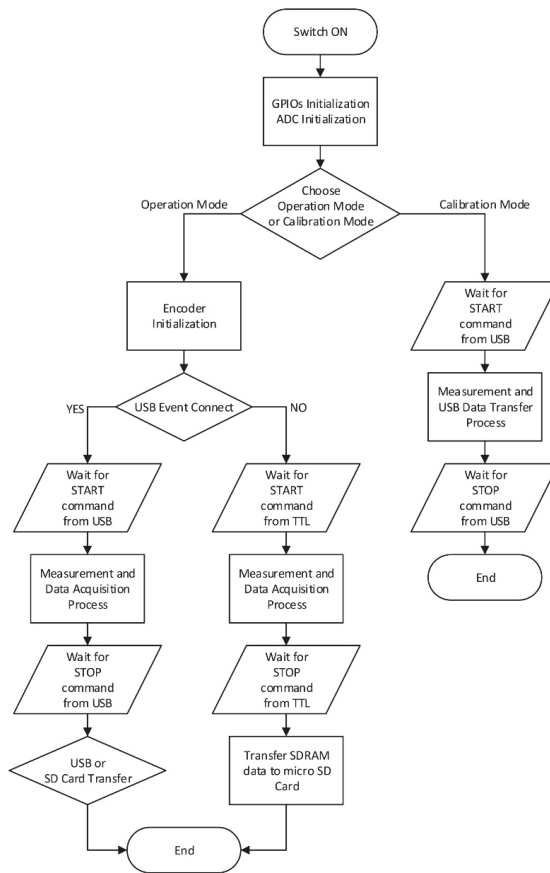 Switch ON
GPIOs Initialization
ADC Initialization
Choose
Operation Mode
or Calibration Mode
Operation Mode
Calibration Mode
Encoder
Initialization
Wait for
START
command
from USB
USB Event Connect
YES
NO
Measurement and
USB Data Transfer
Process
Wait for
START
command
from USB
Wait for
START
command
from TTL
Wait for
STOP
command
from USB
Measurement and
Data Acquisition
Process
Measurement and
Data Acquisition
Process
End
Wait for
STOP
command
from USB
Wait for
STOP
command
from TTL
USB or
SD Card Transfer
Transfer SDRAM
data to micro SD
Card
End